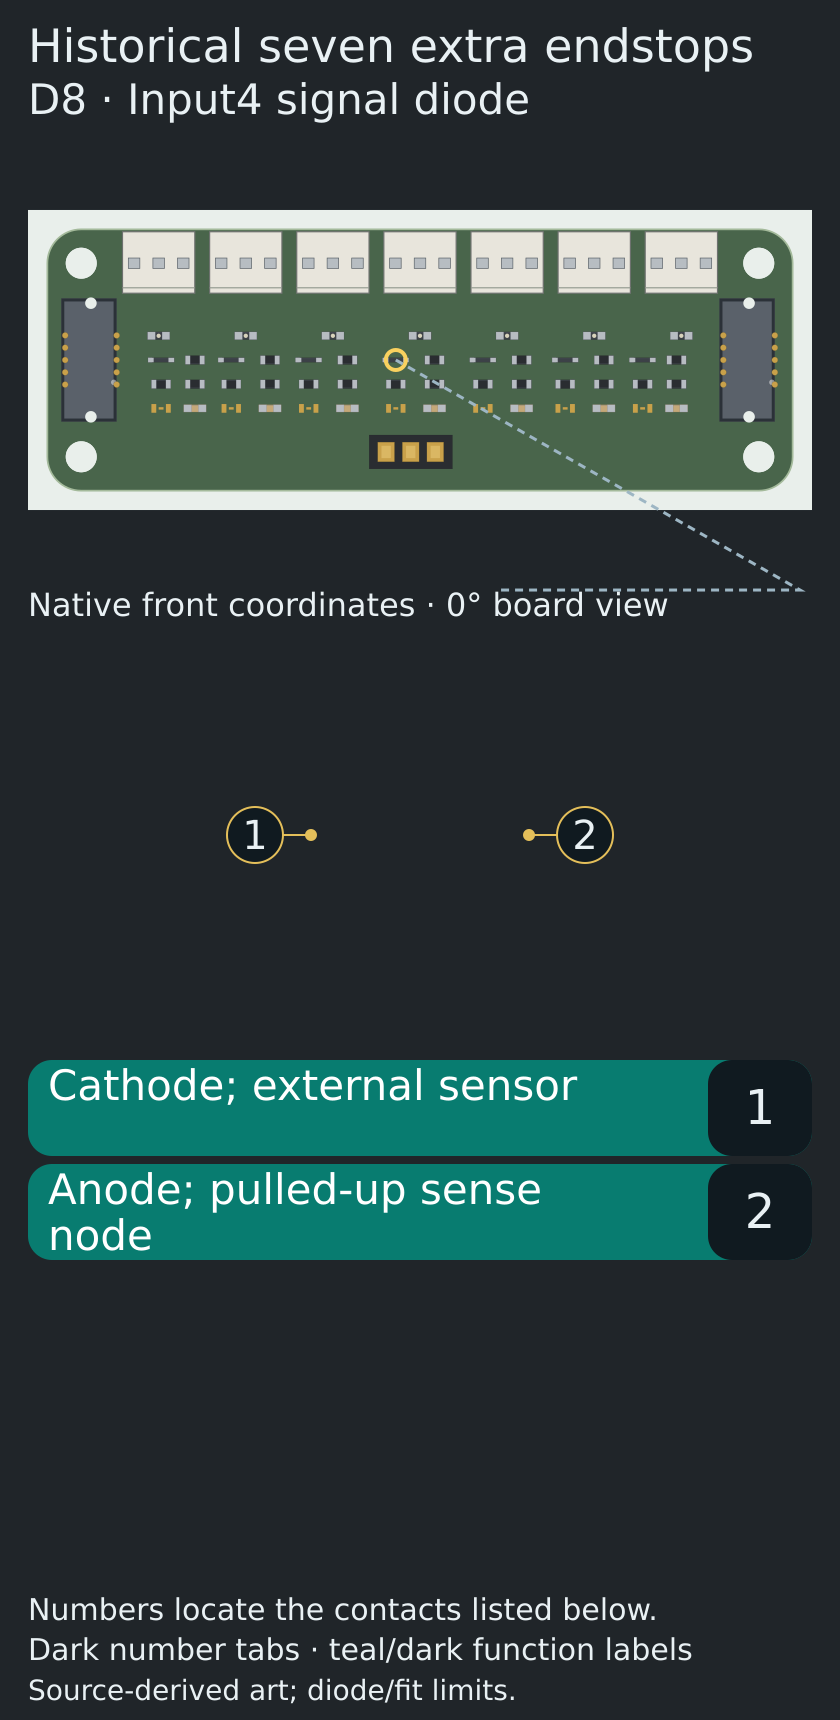 Historical seven extra endstops
D8 · Input4 signal diode
Native front coordinates · 0° board view
1
2
Cathode; external sensor
1
Anode; pulled-up sense
node
2
Numbers locate the contacts listed below.
Dark number tabs · teal/dark function labels
Source-derived art; diode/fit limits.